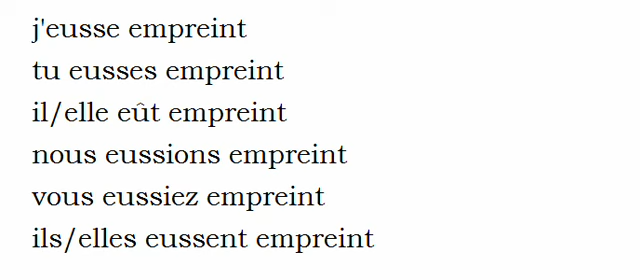 j'eusse empreint
tu eusses empreint
il/elle eût empreint
nous eussions empreint
vous eussiez empreint
ils/elles eussent empreint